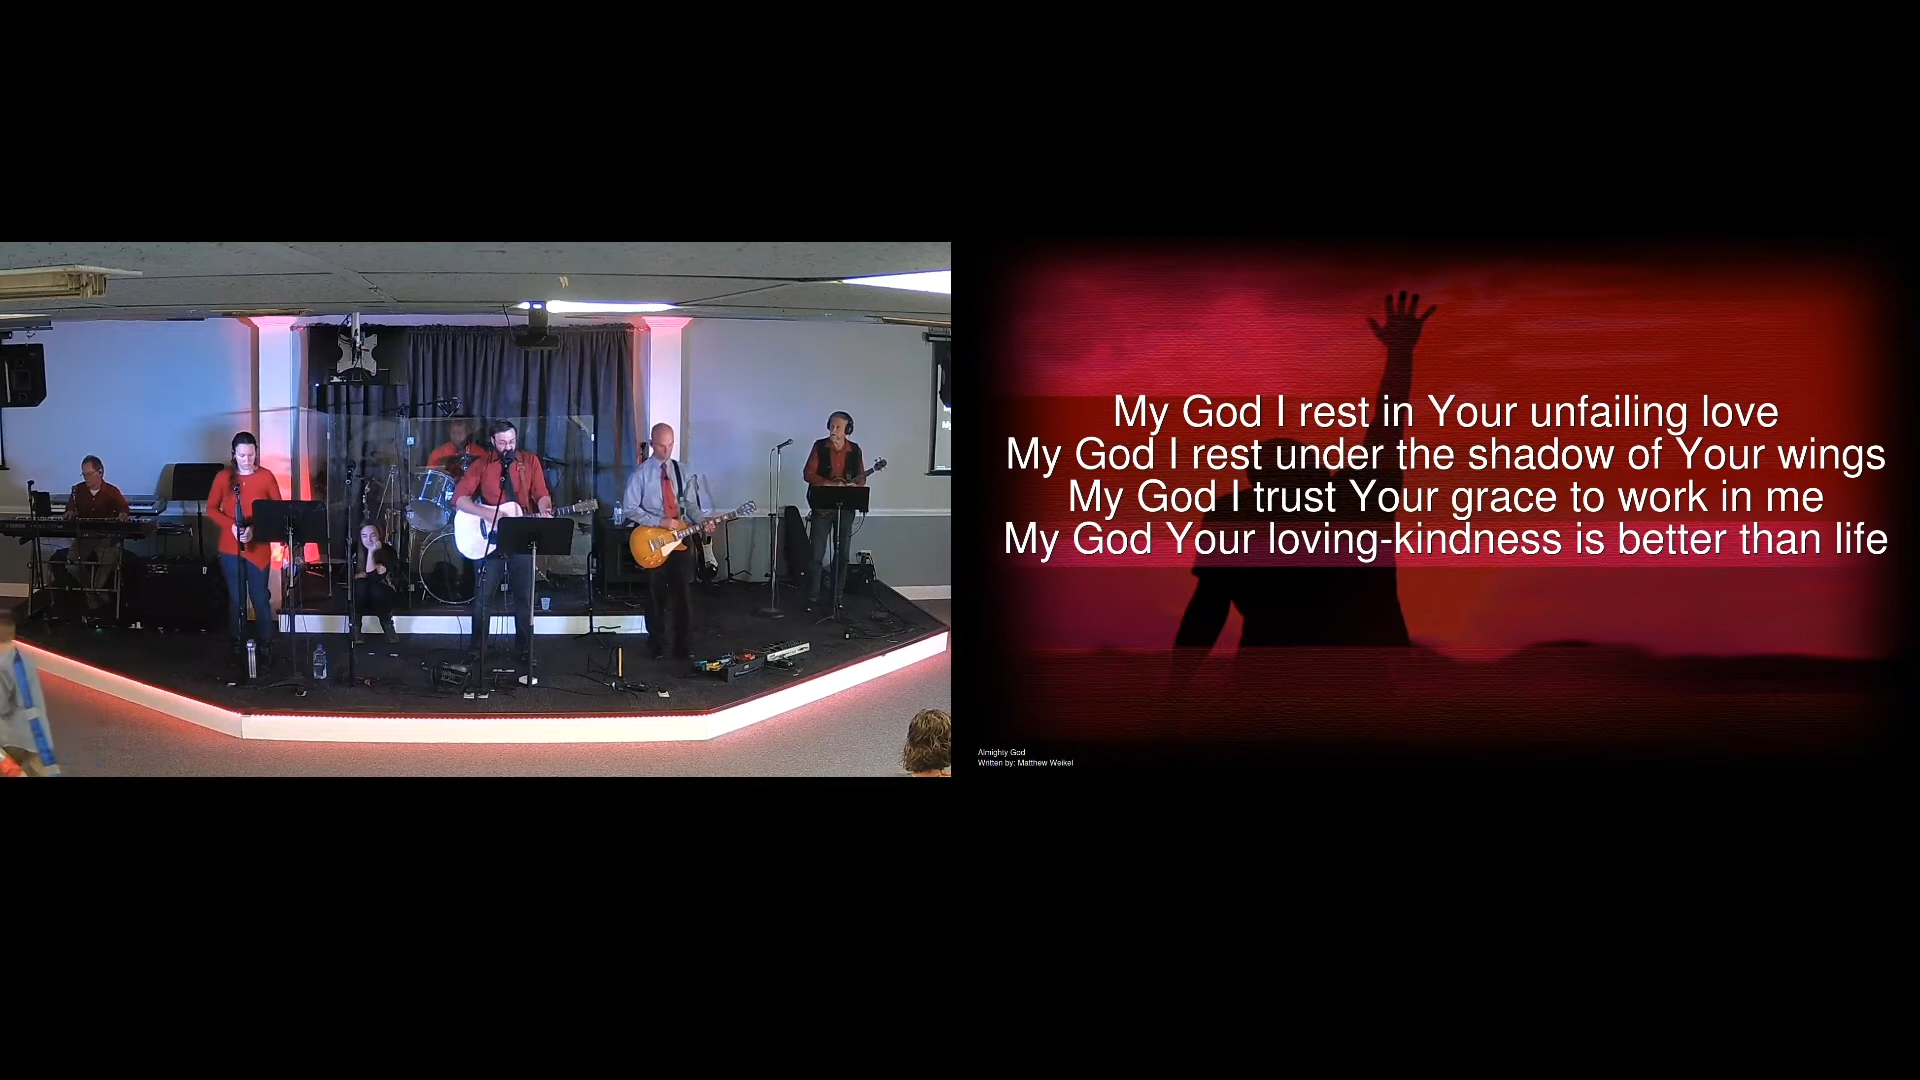 My God I rest in Your unfailing love
My God I rest under the shadow of Your wings
My God I trust Your grace to work in me
My God Your loving-kindness is better than life
Almighty God
Written by: Matthew Weikel